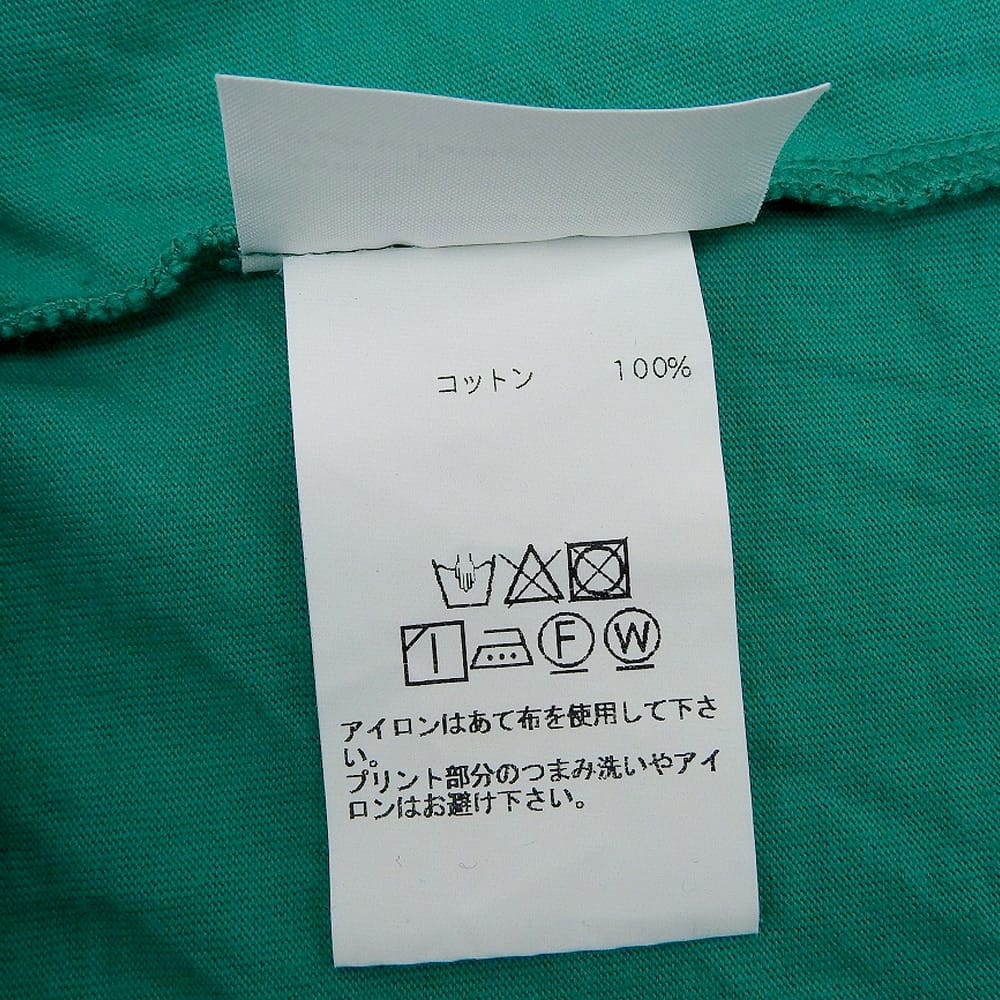 コットン 100%
F W
アイロンはあて布を使用して下さ
い。
プリント部分のつまみ洗いやアイ
ロンはお避け下さい。